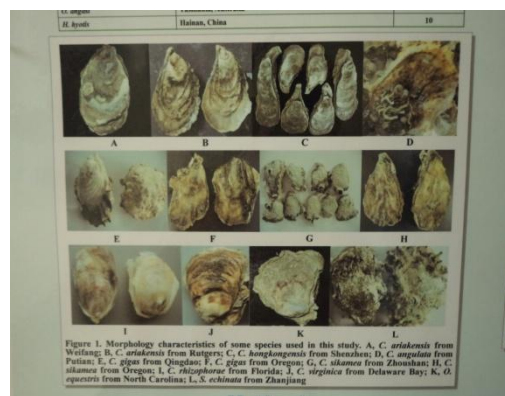 H. hyotis Hainan, China 10
A B C D
E F G H
I J K L
Figure 1. Morphology characteristics of some species used in this study. A, C. ariakensis from
Weifang; B, C. ariakensis from Rutgers; C, C. hongkongensis from Shenzhen; D, C. angulata from
Putian; E, C. gigas from Qingdao; F, C. gigas from Oregon; G, C. sikamea from Zhoushan; H, C.
sikamea from Oregon; I, C. rhizophorae from Florida; J, C. virginica from Delaware Bay; K, O.
equestris from North Carolina; L, S. echinata from Zhanjiang